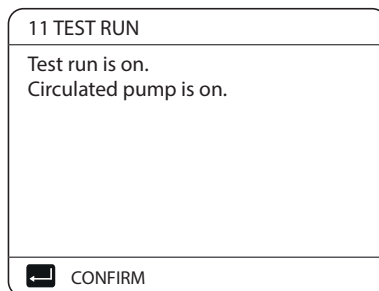 11 TEST RUN
Test run is on.
Circulated pump is on.
CONFIRM